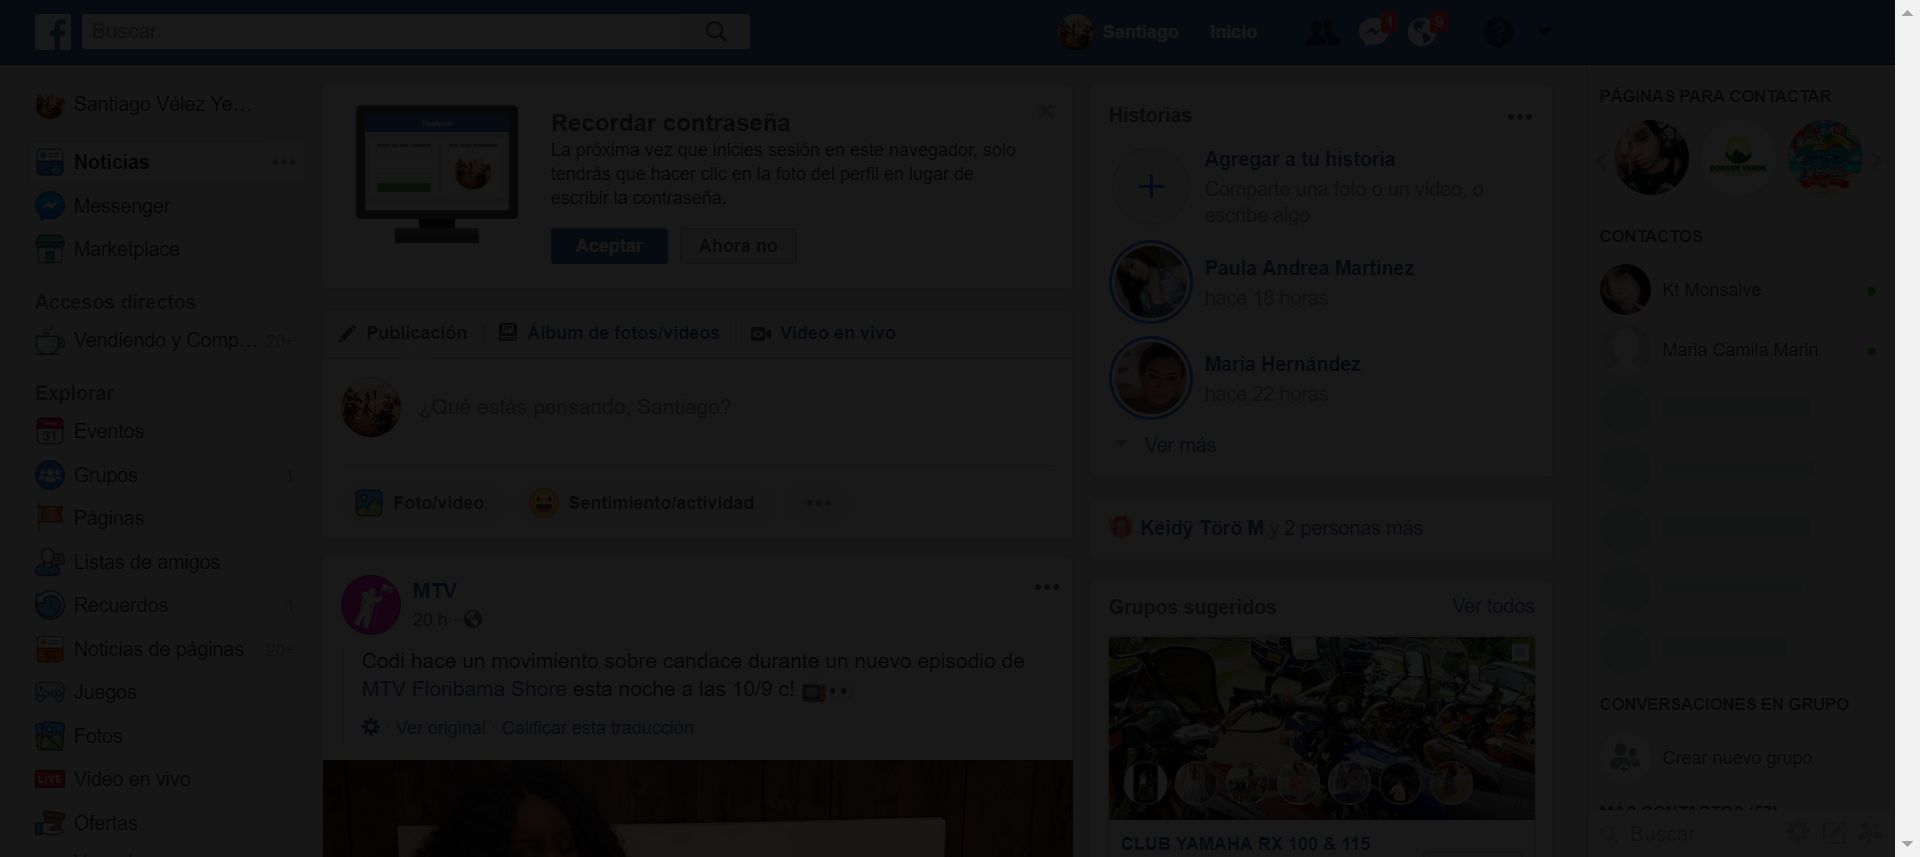 Buscar
Santiago
Inicio
1
9
Santiago Vélez Ye...
Noticias
Messenger
Marketplace
Accesos directos
Vendiendo y Comp... 20+
Explorar
31 Eventos
Grupos 1
Páginas
Listas de amigos
Recuerdos 1
Noticias de páginas 20+
Juegos
Fotos
LIVE Video en vivo
Ofertas
facebook
Recordar contraseña
La próxima vez que inicies sesión en este navegador, solo
tendrás que hacer clic en la foto del perfil en lugar de
escribir la contraseña.
Aceptar
Ahora no
Publicación
Álbum de fotos/videos
Video en vivo
¿Qué estás pensando, Santiago?
Foto/video
Sentimiento/actividad
MTV
20 h ·
Codi hace un movimiento sobre candace durante un nuevo episodio de
MTV Floribama Shore esta noche a las 10/9 c!
· Ver original · Calificar esta traducción
Historias
Agregar a tu historia
Comparte una foto o un video, o
escribe algo
Paula Andrea Martinez
hace 18 horas
Maria Hernández
hace 22 horas
Ver más
Këidÿ Törö M y 2 personas más
Grupos sugeridos
Ver todos
CLUB YAMAHA RX 100 & 115
PÁGINAS PARA CONTACTAR
CONTACTOS
Kt Monsalve
Maria Camila Marin
CONVERSACIONES EN GRUPO
Crear nuevo grupo
MÁS CONTACTOS (57)
Buscar